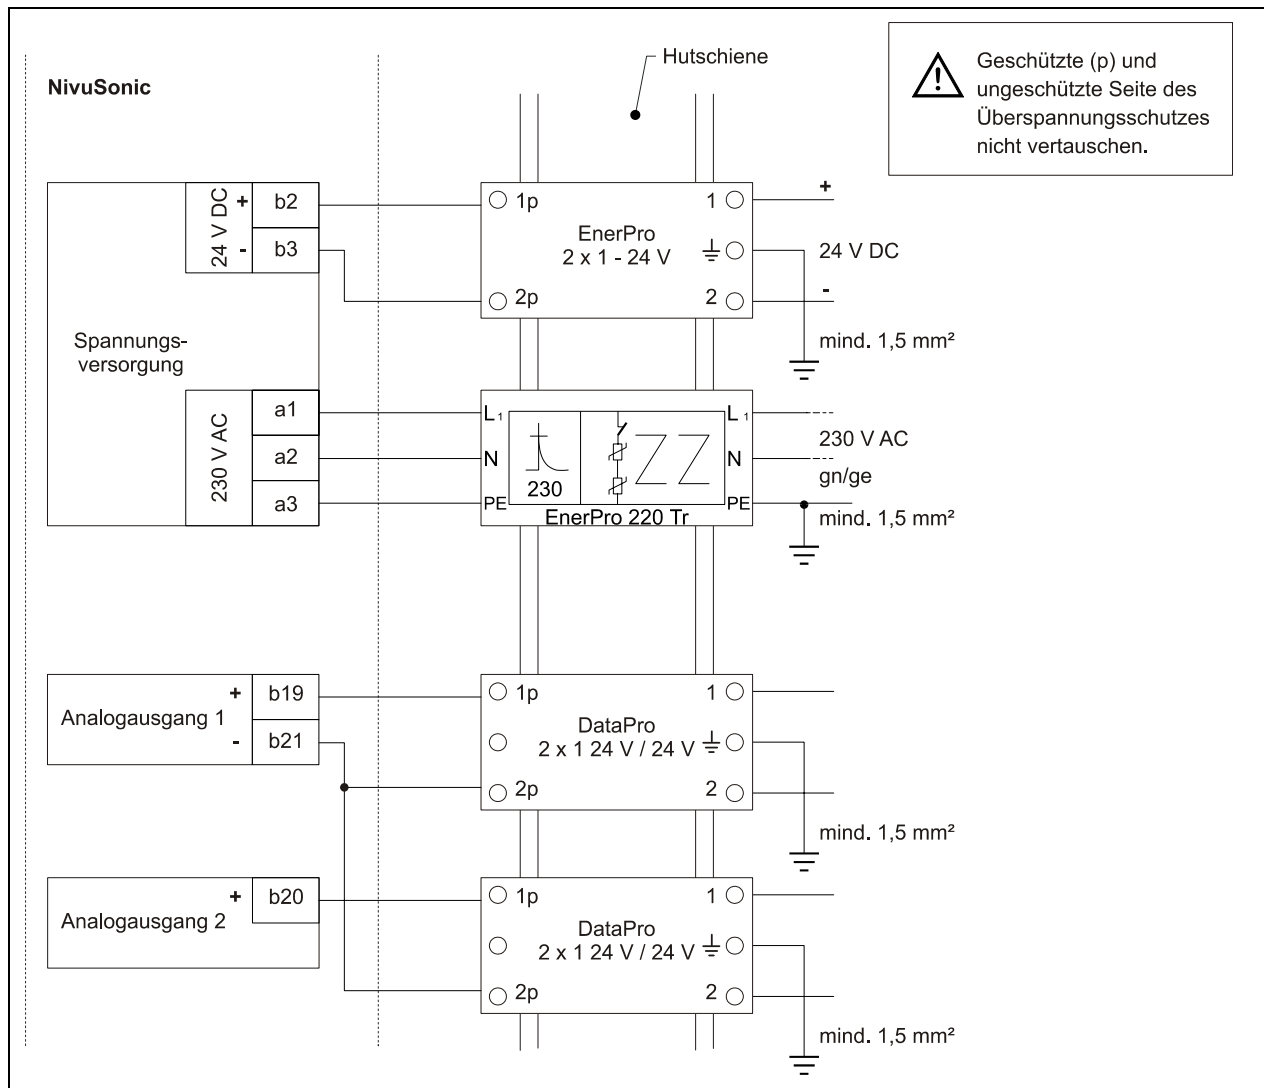 Hutschiene
NivuSonic
Geschützte (p) und
ungeschützte Seite des
Überspannungsschutzes
nicht vertauschen.
24 V DC
+
b2
-
b3
1p
1
EnerPro
2 x 1 - 24 V
2p
2
+
24 V DC
-
mind. 1,5 mm²
Spannungs-
versorgung
230 V AC
a1
a2
a3
L1
N
PE
230
L1
N
PE
EnerPro 220 Tr
230 V AC
gn/ge
mind. 1,5 mm²
Analogausgang 1
+
b19
-
b21
1p
1
DataPro
2 x 1 24 V / 24 V
2p
2
mind. 1,5 mm²
Analogausgang 2
+
b20
1p
1
DataPro
2 x 1 24 V / 24 V
2p
2
mind. 1,5 mm²